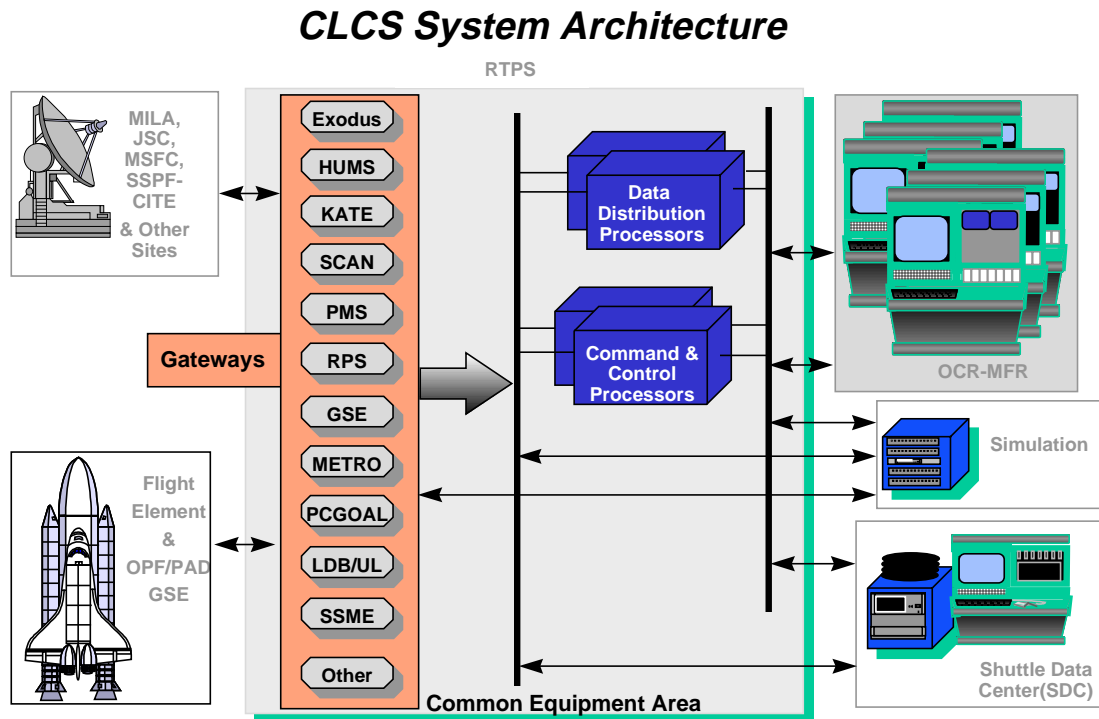 CLCS System Architecture
RTPS
MILA,
JSC,
MSFC,
SSPF-
CITE
& Other
Sites
Gateways
Flight
Element
&
OPF/PAD
GSE
Exodus
HUMS
KATE
SCAN
PMS
RPS
GSE
METRO
PCGOAL
LDB/UL
SSME
Other
Data
Distribution
Processors
Command &
Control
Processors
Common Equipment Area
OCR-MFR
Simulation
Shuttle Data
Center(SDC)